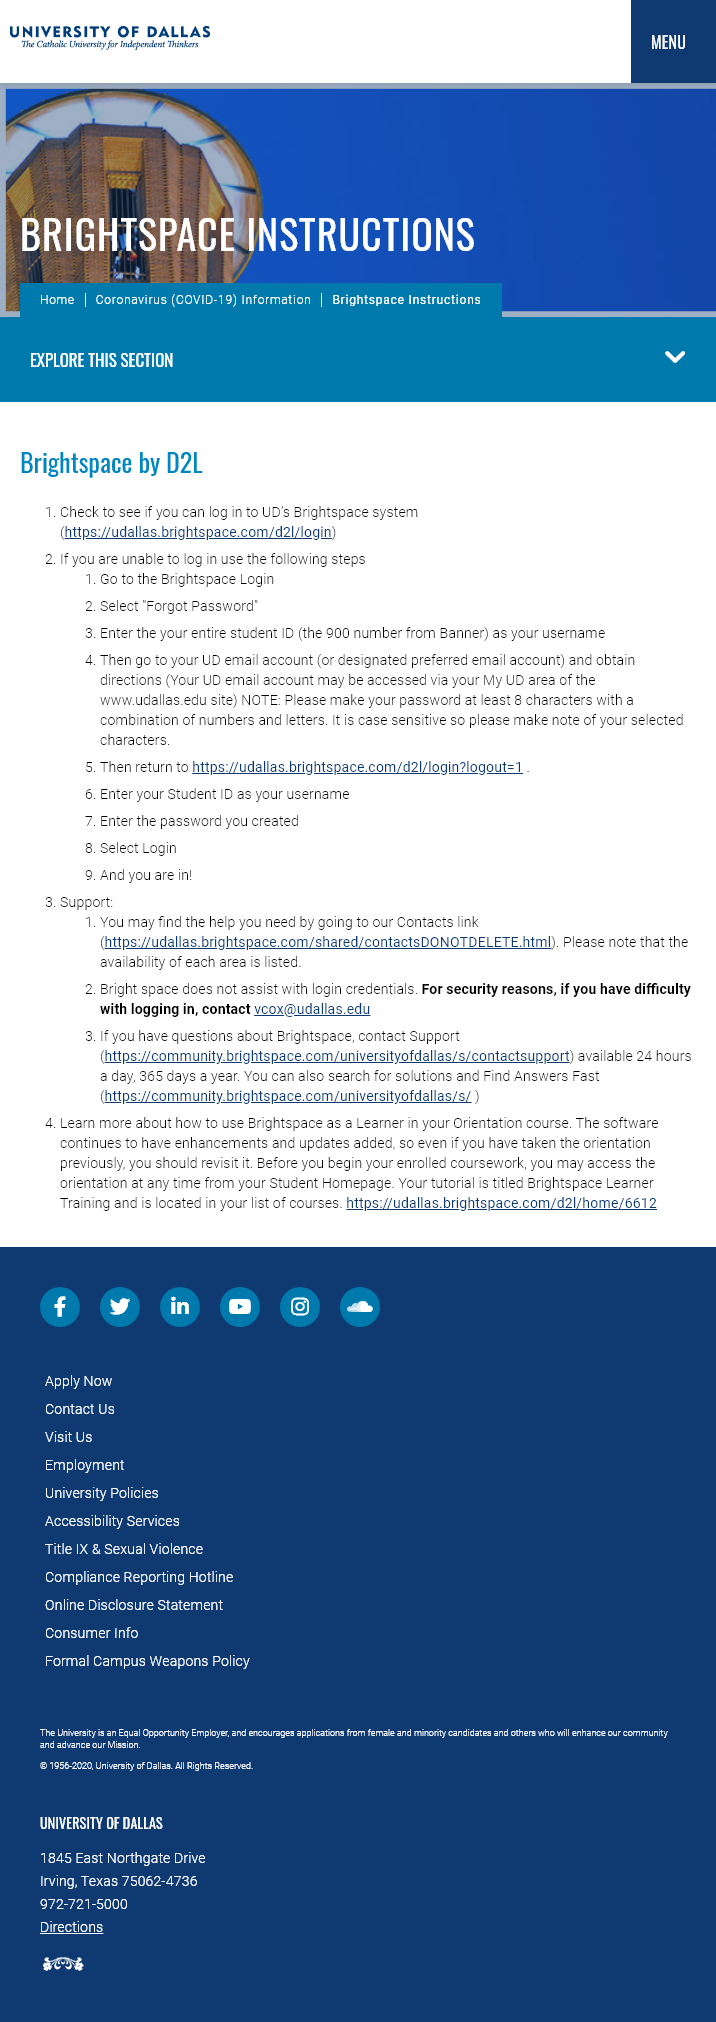 UNIVERSITY OF DALLAS
The Catholic University for Independent Thinkers
MENU
BRIGHTSPACE INSTRUCTIONS
Home | Coronavirus (COVID-19) Information | Brightspace Instructions
EXPLORE THIS SECTION
Brightspace by D2L
1. Check to see if you can log in to UD's Brightspace system
(https://udallas.brightspace.com/d2l/login)
2. If you are unable to log in use the following steps
1. Go to the Brightspace Login
2. Select "Forgot Password"
3. Enter the your entire student ID (the 900 number from Banner) as your username
4. Then go to your UD email account (or designated preferred email account) and obtain
directions (Your UD email account may be accessed via your My UD area of the
www.udallas.edu site) NOTE: Please make your password at least 8 characters with a
combination of numbers and letters. It is case sensitive so please make note of your selected
characters.
5. Then return to https://udallas.brightspace.com/d2l/login?logout=1 .
6. Enter your Student ID as your username
7. Enter the password you created
8. Select Login
9. And you are in!
3. Support:
1. You may find the help you need by going to our Contacts link
(https://udallas.brightspace.com/shared/contactsDONOTDELETE.html). Please note that the
availability of each area is listed.
2. Bright space does not assist with login credentials. For security reasons, if you have difficulty
with logging in, contact vcox@udallas.edu
3. If you have questions about Brightspace, contact Support
(https://community.brightspace.com/universityofdallas/s/contactsupport) available 24 hours
a day, 365 days a year. You can also search for solutions and Find Answers Fast
(https://community.brightspace.com/universityofdallas/s/ )
4. Learn more about how to use Brightspace as a Learner in your Orientation course. The software
continues to have enhancements and updates added, so even if you have taken the orientation
previously, you should revisit it. Before you begin your enrolled coursework, you may access the
orientation at any time from your Student Homepage. Your tutorial is titled Brightspace Learner
Training and is located in your list of courses. https://udallas.brightspace.com/d2l/home/6612
Apply Now
Contact Us
Visit Us
Employment
University Policies
Accessibility Services
Title IX & Sexual Violence
Compliance Reporting Hotline
Online Disclosure Statement
Consumer Info
Formal Campus Weapons Policy
The University is an Equal Opportunity Employer, and encourages applications from female and minority candidates and others who will enhance our community
and advance our Mission.
© 1956-2020, University of Dallas. All Rights Reserved.
UNIVERSITY OF DALLAS
1845 East Northgate Drive
Irving, Texas 75062-4736
972-721-5000
Directions